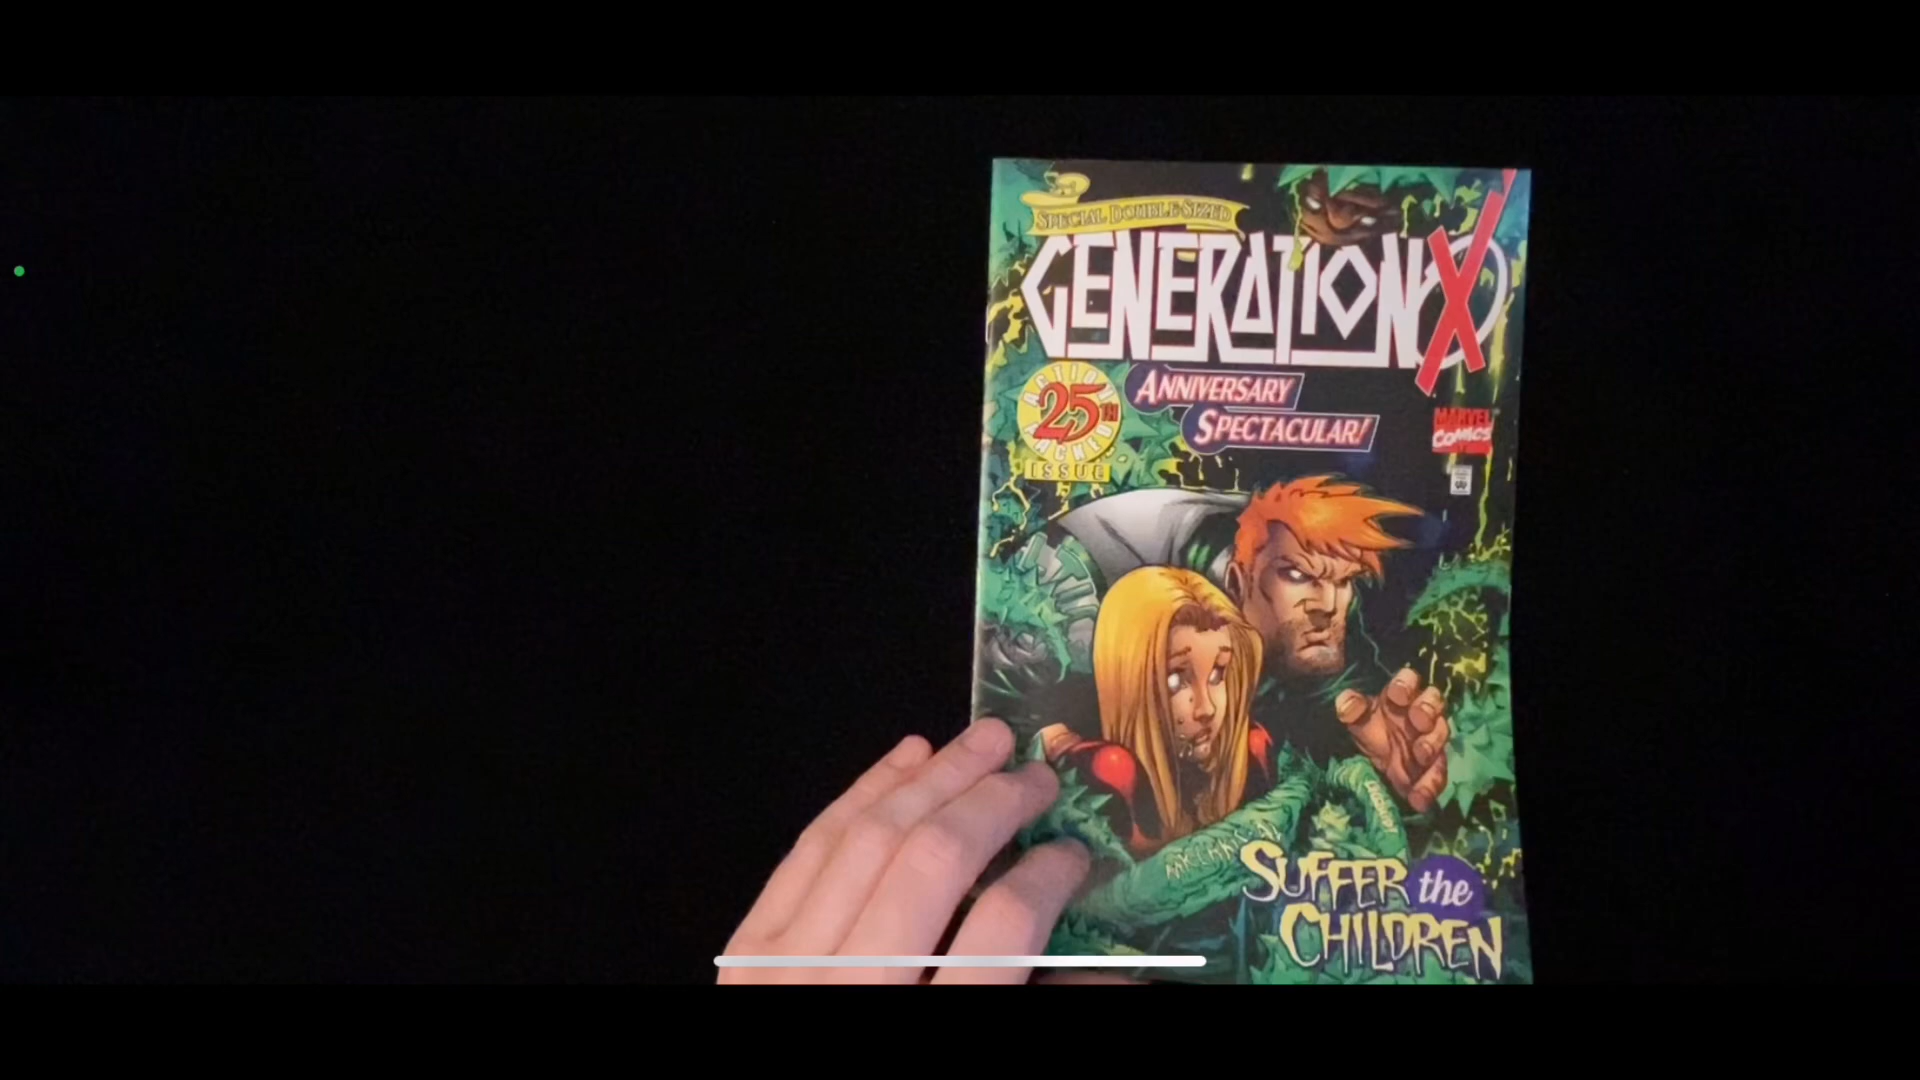 SPECIAL DOUBLE-SIZED
GENERATION X
ACTION
25TH
PACKED
ISSUE
ANNIVERSARY
SPECTACULAR!
MARVEL
COMICS
SUFFER the
CHILDREN